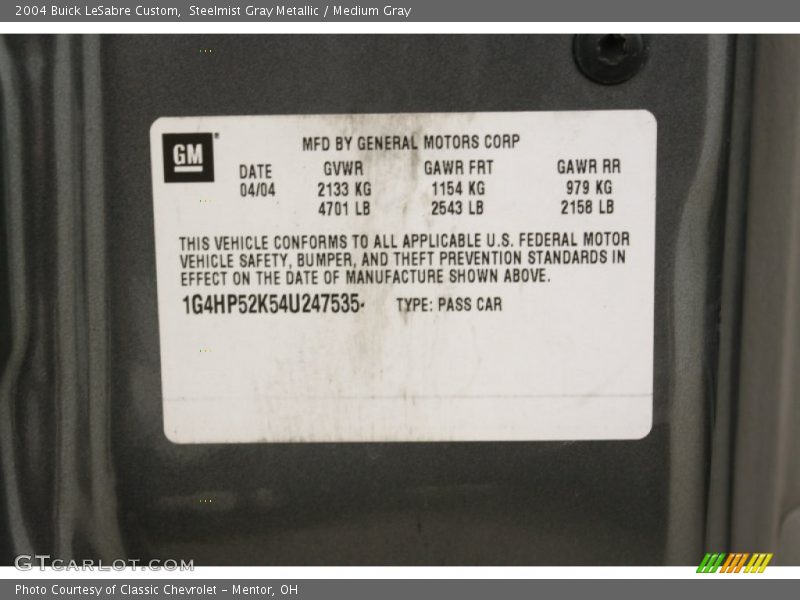 2004 Buick LeSabre Custom, Steelmist Gray Metallic / Medium Gray
GM
MFD BY GENERAL MOTORS CORP
DATE GVWR GAWR FRT GAWR RR
04/04 2133 KG 1154 KG 979 KG
4701 LB 2543 LB 2158 LB
THIS VEHICLE CONFORMS TO ALL APPLICABLE U.S. FEDERAL MOTOR
VEHICLE SAFETY, BUMPER, AND THEFT PREVENTION STANDARDS IN
EFFECT ON THE DATE OF MANUFACTURE SHOWN ABOVE.
1G4HP52K54U247535 TYPE: PASS CAR
GTCARLOT.COM
Photo Courtesy of Classic Chevrolet - Mentor, OH